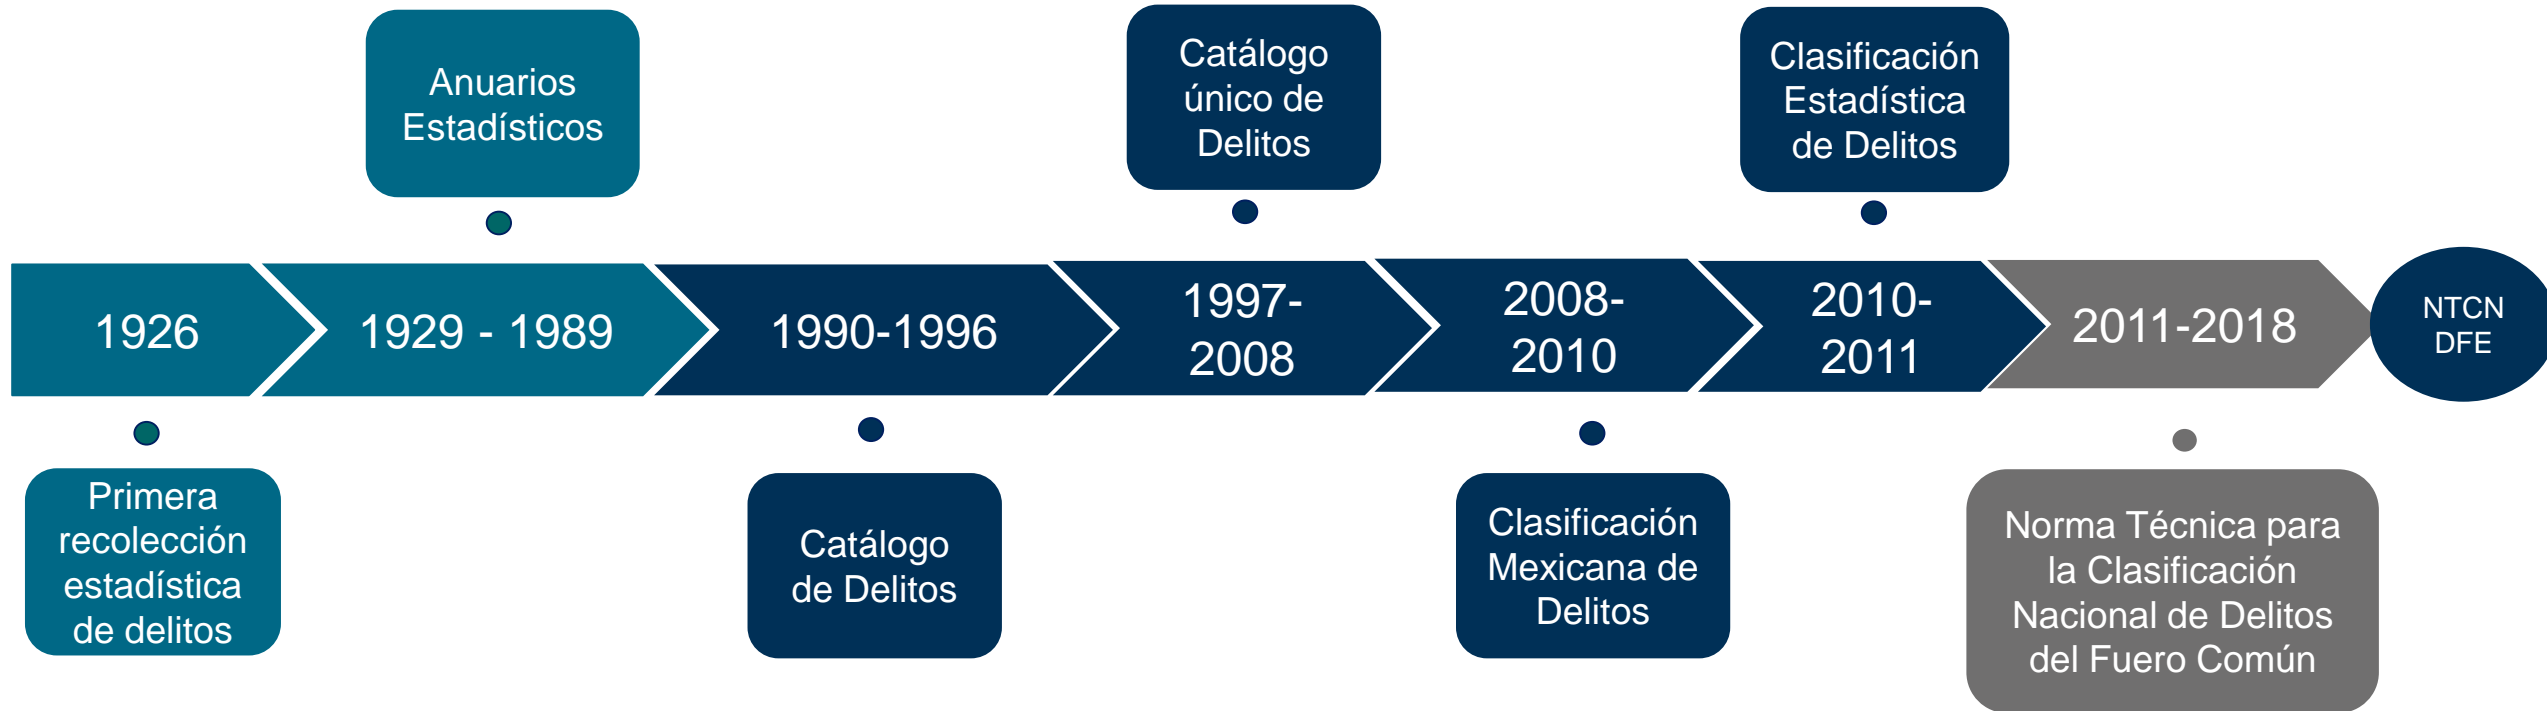 Anuarios
Estadísticos
Catálogo
único de
Delitos
Clasificación
Estadística
de Delitos
1926
1929 - 1989
1990-1996
1997-
2008
2008-
2010
2010-
2011
2011-2018
NTCN
DFE
Primera
recolección
estadística
de delitos
Catálogo
de Delitos
Clasificación
Mexicana de
Delitos
Norma Técnica para
la Clasificación
Nacional de Delitos
del Fuero Común